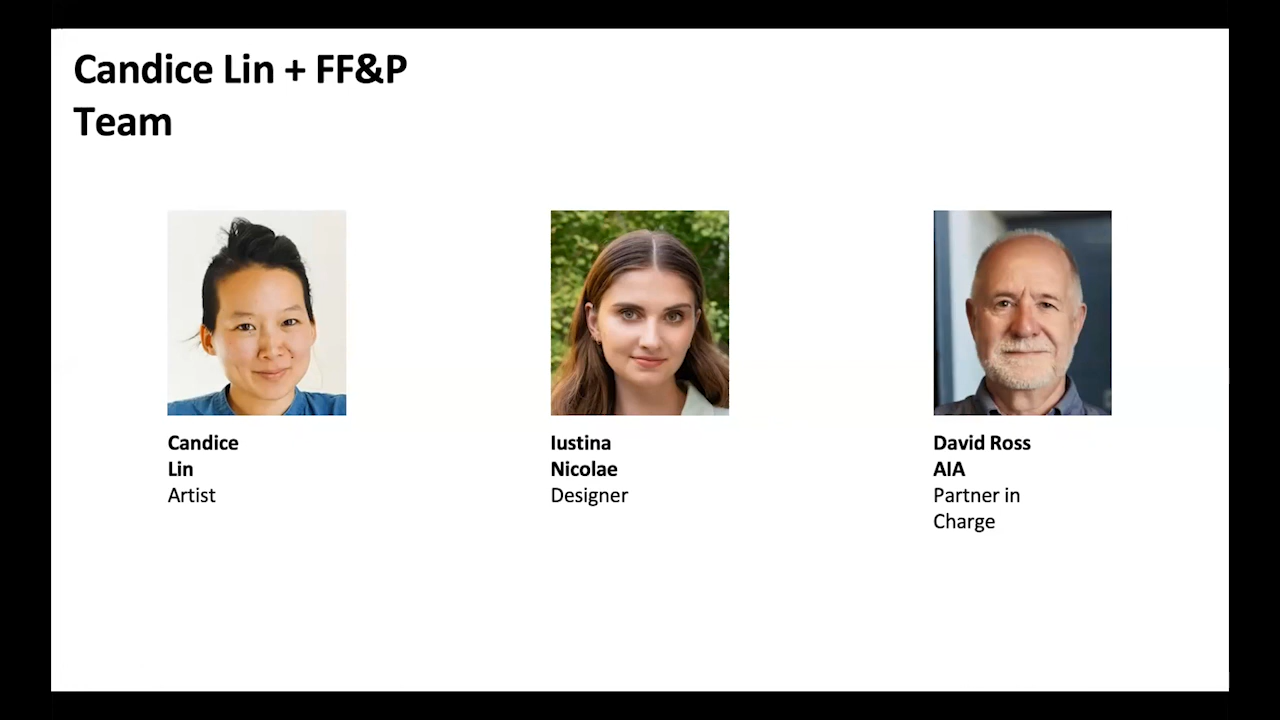 Candice Lin + FF&P
Team
Candice
Lin
Artist
Iustina
Nicolae
Designer
David Ross
AIA
Partner in
Charge